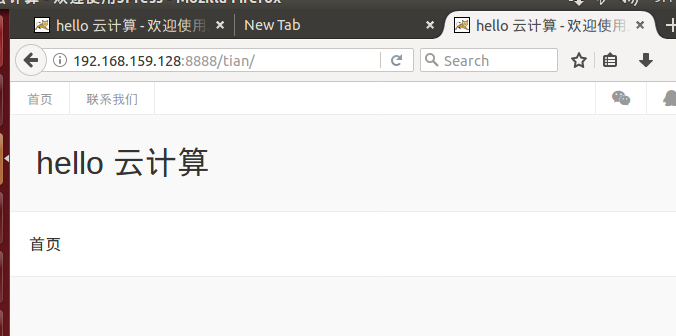 hello 云计算 - 欢迎使用 New Tab hello 云计算 - 欢迎使用
192.168.159.128:8888/tian/ Search
首页 联系我们
hello 云计算
首页